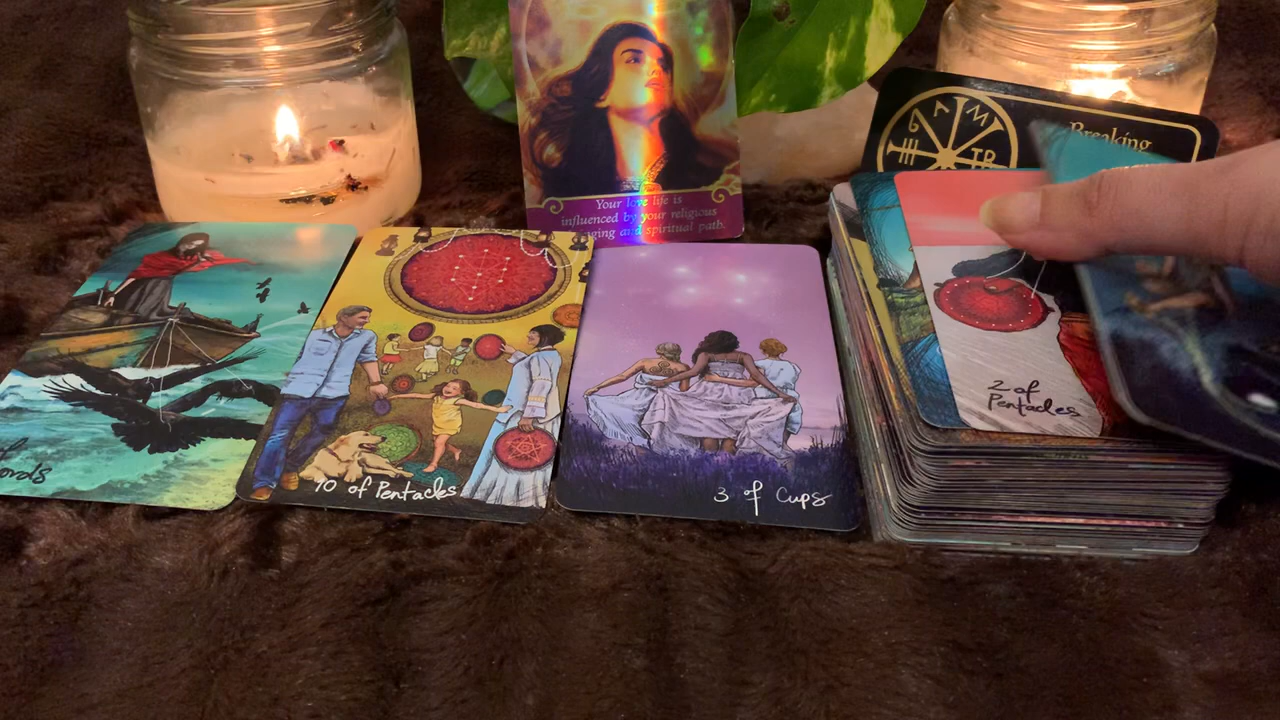 Your love life is
influenced by your religious
and spiritual path.
Breaking
10 of Pentacles
3 of Cups
2 of
Pentacles